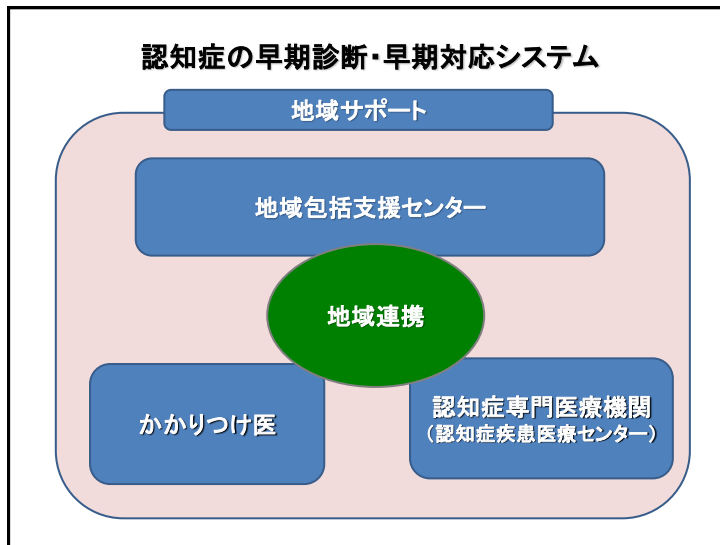 認知症の早期診断・早期対応システム
地域サポート
地域包括支援センター
地域連携
かかりつけ医
認知症専門医療機関
（認知症疾患医療センター）